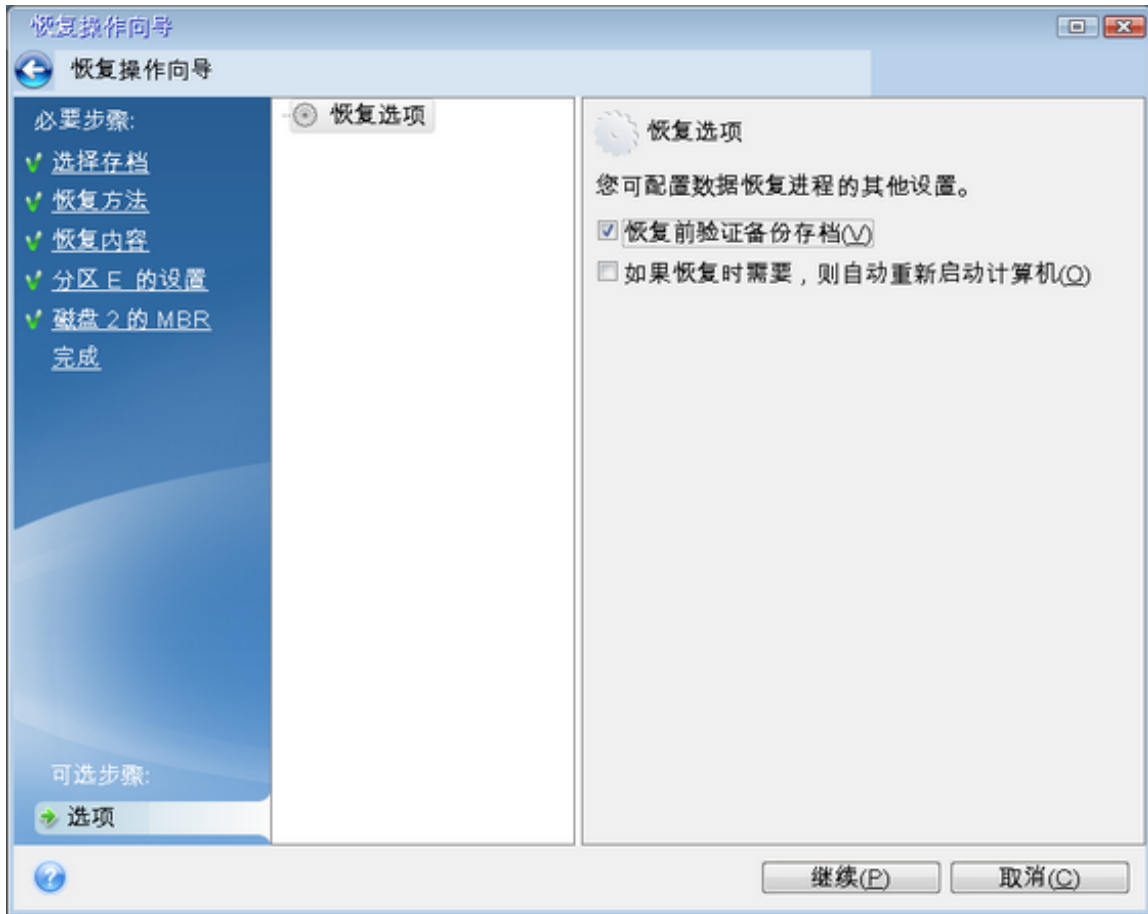 恢复操作向导
恢复操作向导
必要步骤:
选择存档
恢复方法
恢复内容
分区 E 的设置
磁盘 2 的 MBR
完成
可选步骤:
选项
恢复选项
恢复选项
您可配置数据恢复进程的其他设置。
恢复前验证备份存档(V)
如果恢复时需要，则自动重新启动计算机(O)
继续(P)
取消(C)